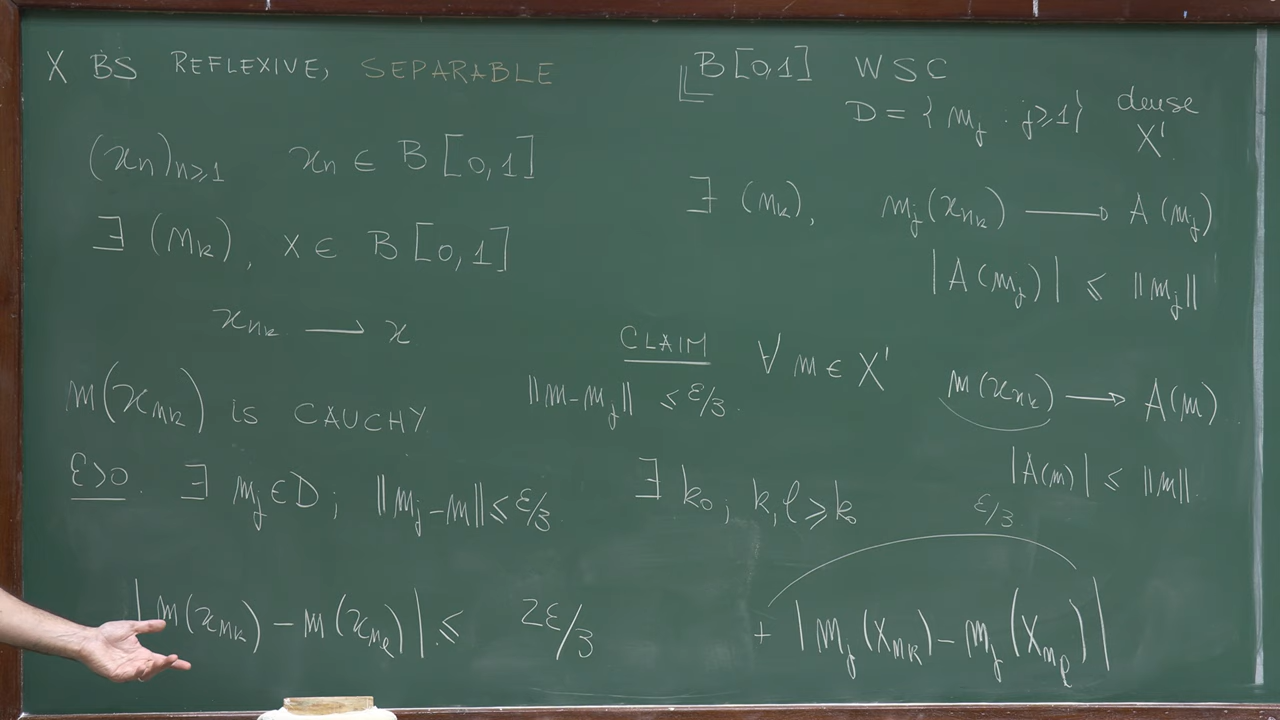 X BS REFLEXIVE, SEPARABLE
(x_n)_{n≥1} x_n ∈ B[0,1]
∃ (n_k), x ∈ B[0,1]
x_{n_k} ⟶ x
m(x_{n_k}) is CAUCHY
ε>0. ∃ m_j ∈ D; ‖m_j − m‖ ≤ ε/3
|m(x_{n_k}) − m(x_{n_ℓ})| ≤ 2ε/3 + |m_j(x_{n_k}) − m_j(x_{n_ℓ})|
B[0,1] WSC
D = { m_j : j≥1} dense
X'
∃ (n_k), m_j(x_{n_k}) ⟶ A(m_j)
|A(m_j)| ≤ ‖m_j‖
CLAIM ∀ m ∈ X' m(x_{n_k}) ⟶ A(m)
‖m − m_j‖ ≤ ε/3.
|A(m)| ≤ ‖m‖.
∃ k_0; k,ℓ ≥ k_0
ε/3